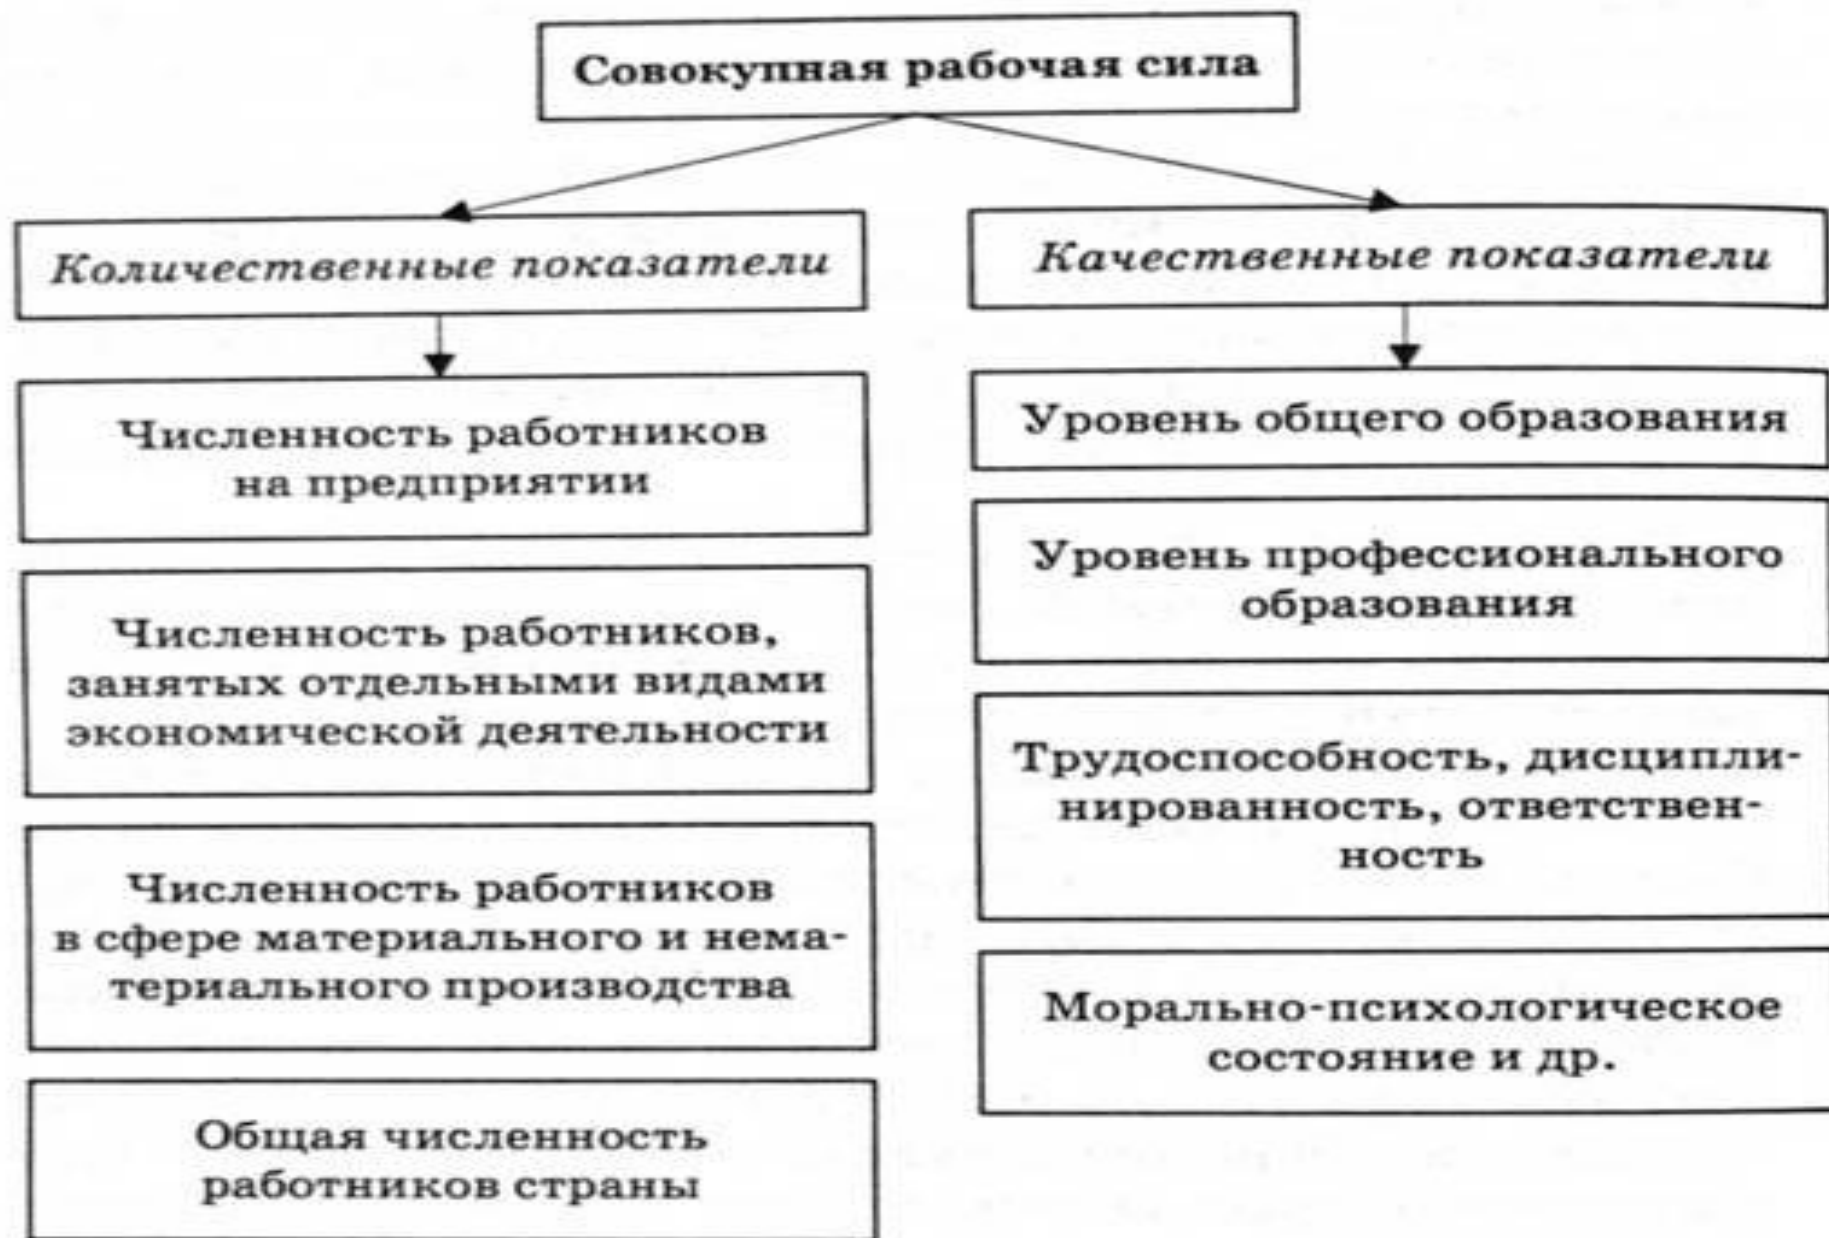 Совокупная рабочая сила
Количественные показатели
Численность работников
на предприятии
Численность работников,
занятых отдельными видами
экономической деятельности
Численность работников
в сфере материального и нема-
териального производства
Общая численность
работников страны
Качественные показатели
Уровень общего образования
Уровень профессионального
образования
Трудоспособность, дисципли-
нированность, ответствен-
ность
Морально-психологическое
состояние и др.